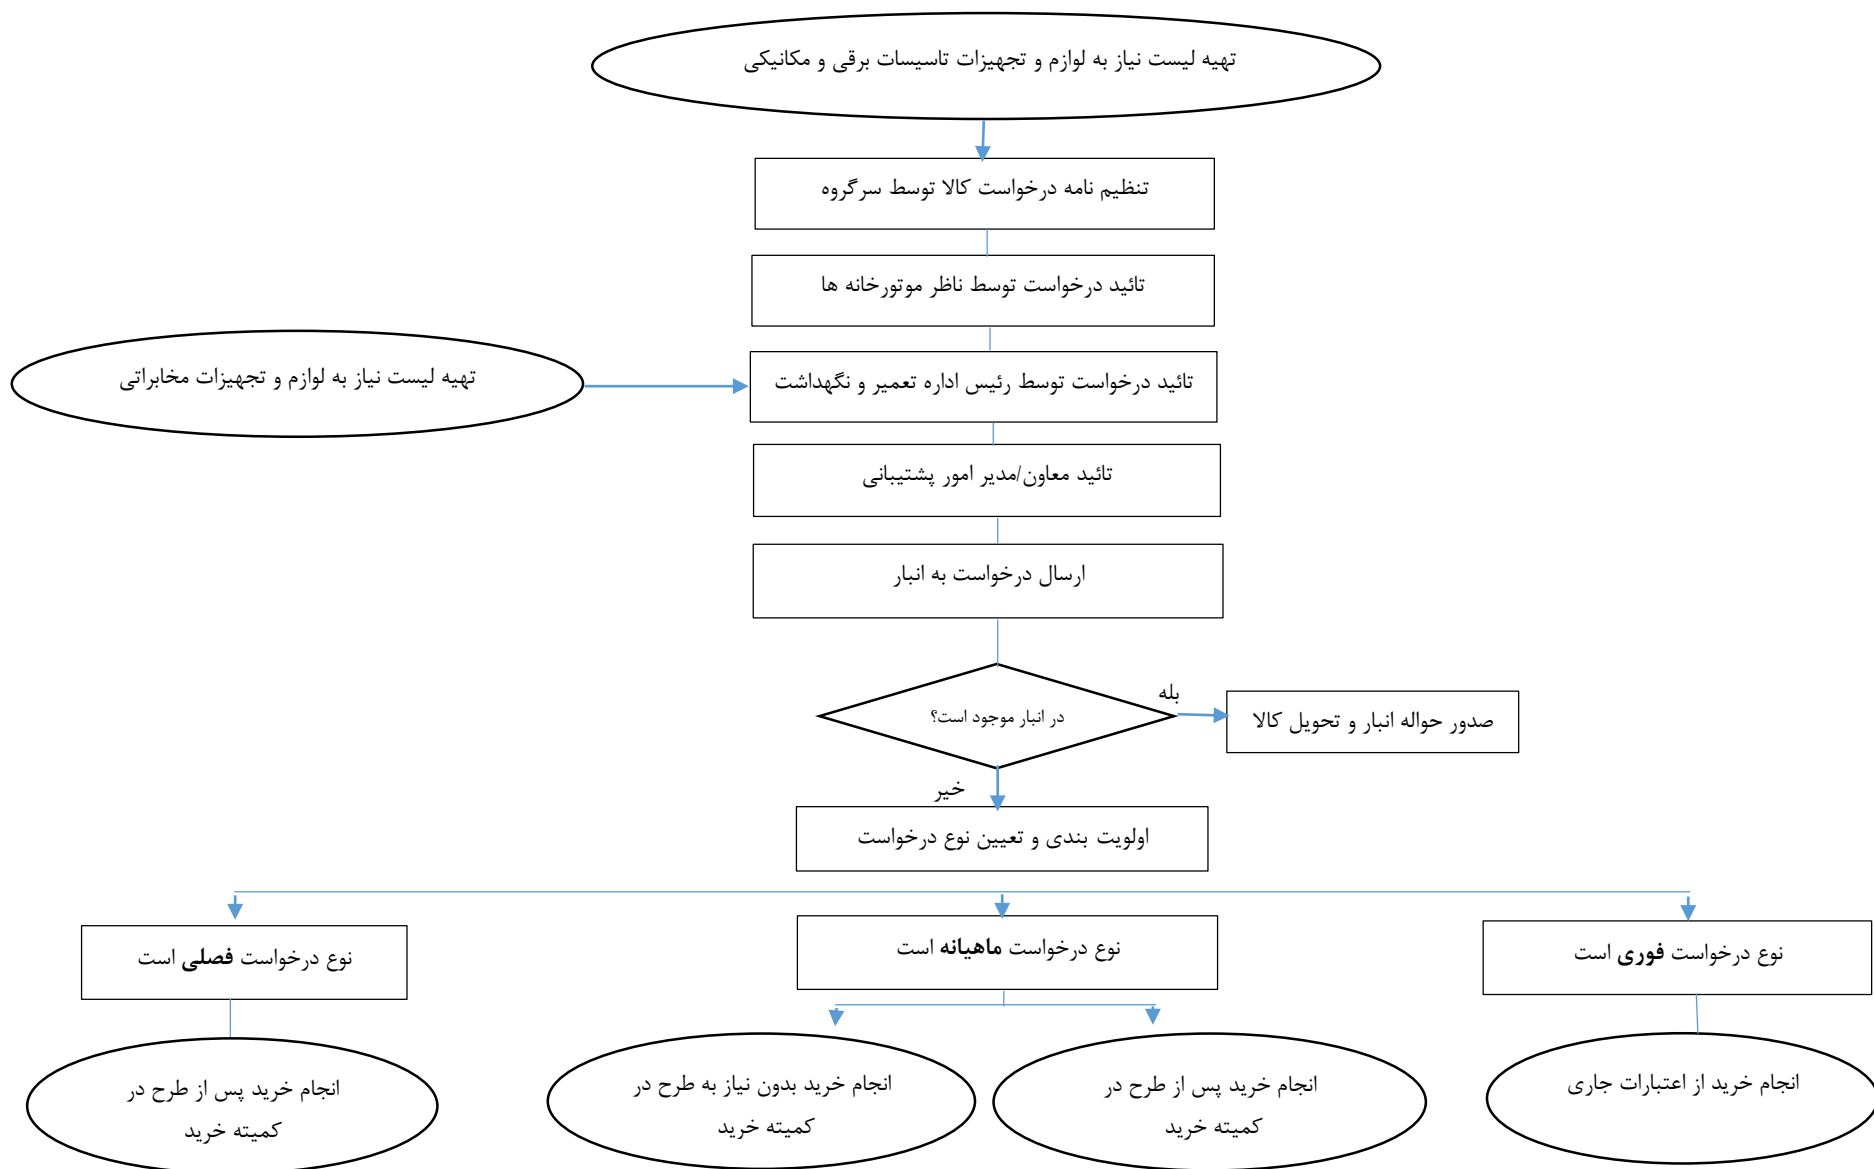 تهیه لیست نیاز به لوازم و تجهیزات تاسیسات برقی و مکانیکی
تنظیم نامه درخواست کالا توسط سرگروه
تائید درخواست توسط ناظر موتورخانه ها
تهیه لیست نیاز به لوازم و تجهیزات مخابراتی
تائید درخواست توسط رئیس اداره تعمیر و نگهداشت
تائید معاون/مدیر امور پشتیبانی
ارسال درخواست به انبار
در انبار موجود است؟
بله
صدور حواله انبار و تحویل کالا
خیر
اولویت بندی و تعیین نوع درخواست
نوع درخواست فوری است
نوع درخواست ماهیانه است
نوع درخواست فصلی است
انجام خرید از اعتبارات جاری
انجام خرید پس از طرح در
کمیته خرید
انجام خرید بدون نیاز به طرح در
کمیته خرید
انجام خرید پس از طرح در
کمیته خرید